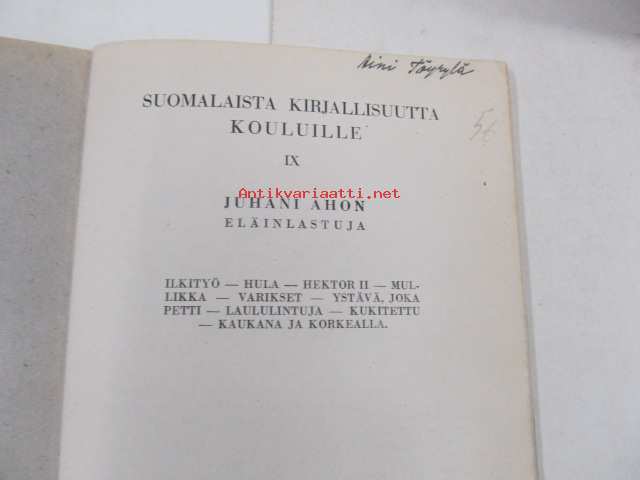 Aini Töyrylä
SUOMALAISTA KIRJALLISUUTTA
KOULUILLE
5
IX
Antikvariaatti.net
JUHANI AHON
ELÄINLASTUJA
ILKITYÖ — HULA — HEKTOR II — MUL-
LIKKA — VARIKSET — YSTÄVÄ, JOKA
PETTI — LAULULINTUJA — KUKITETTU
— KAUKANA JA KORKEALLA.